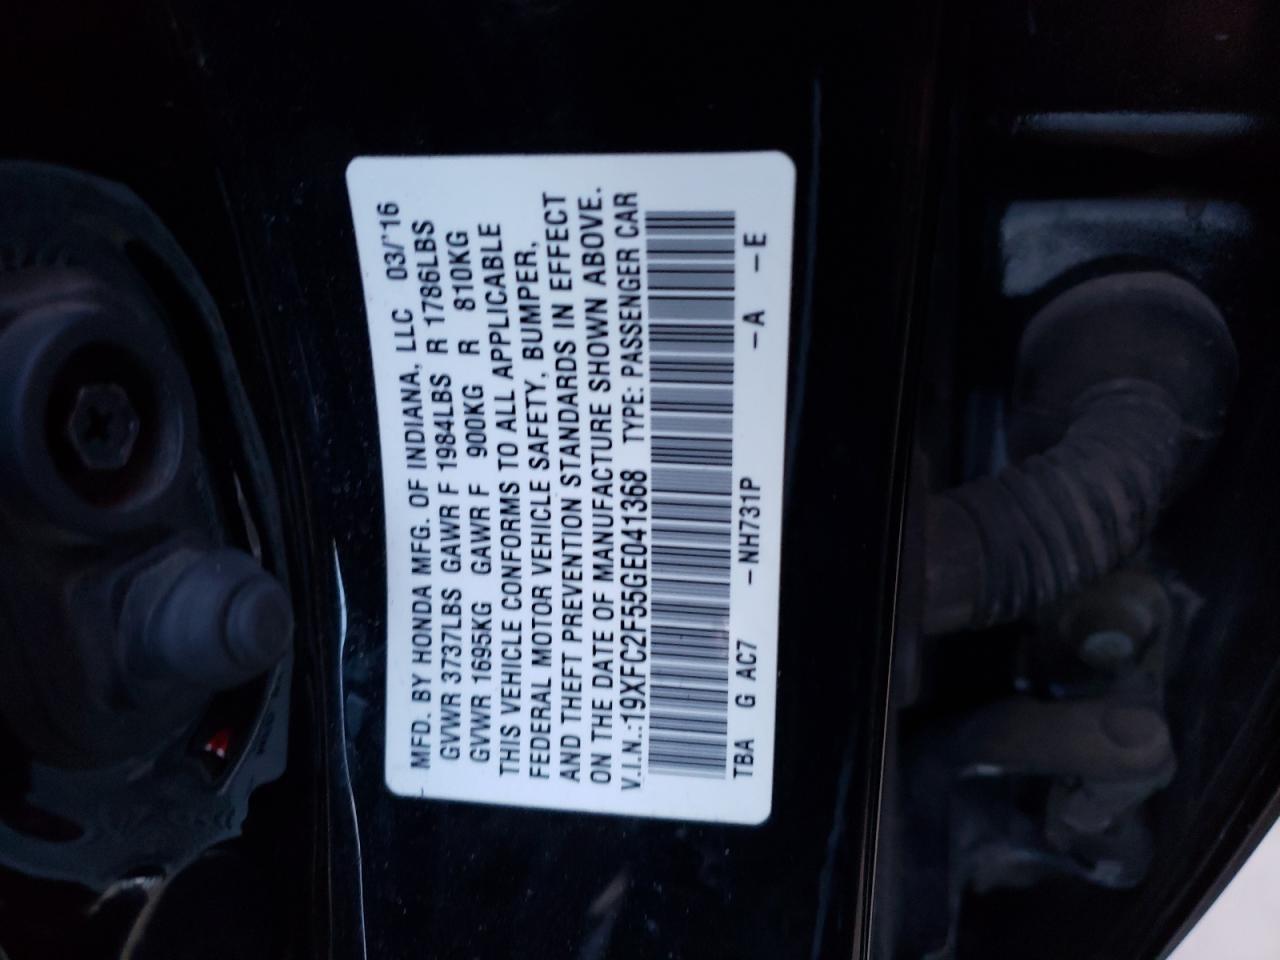 MFD. BY HONDA MFG. OF INDIANA, LLC 03/'16
GVWR 3737LBS GAWR F 1984LBS R 1786LBS
GVWR 1695KG GAWR F 900KG R 810KG
THIS VEHICLE CONFORMS TO ALL APPLICABLE
FEDERAL MOTOR VEHICLE SAFETY, BUMPER,
AND THEFT PREVENTION STANDARDS IN EFFECT
ON THE DATE OF MANUFACTURE SHOWN ABOVE.
V.I.N.:19XFC2F55GE041368 TYPE: PASSENGER CAR
TBA G AC7 -NH731P -A -E